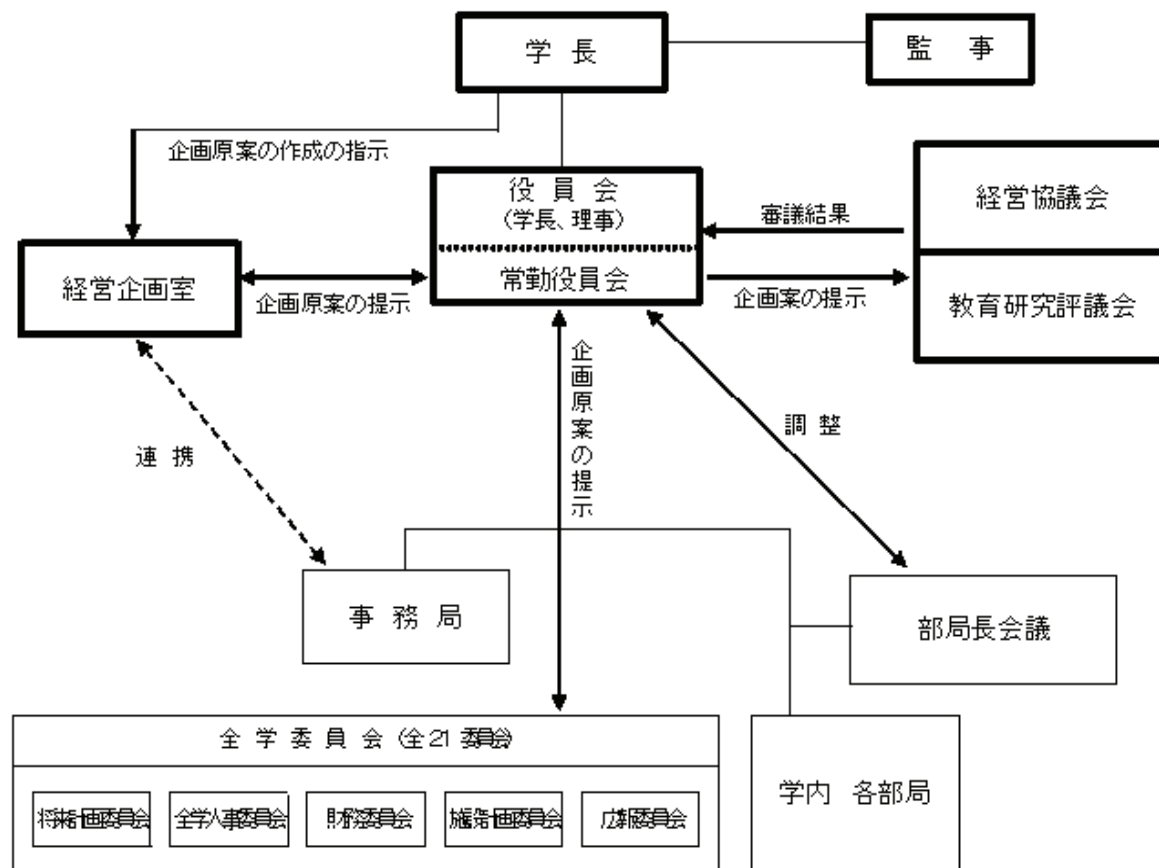 学長
監事
企画原案の作成の指示
役員会
(学長、理事)
常勤役員会
審議結果
経営協議会
経営企画室
企画原案の提示
企画案の提示
教育研究評議会
企画原案の提示
連携
調整
事務局
部局長会議
全学委員会(全21委員会)
将来計画委員会
全学人事委員会
財務委員会
施設計画委員会
広報委員会
学内 各部局